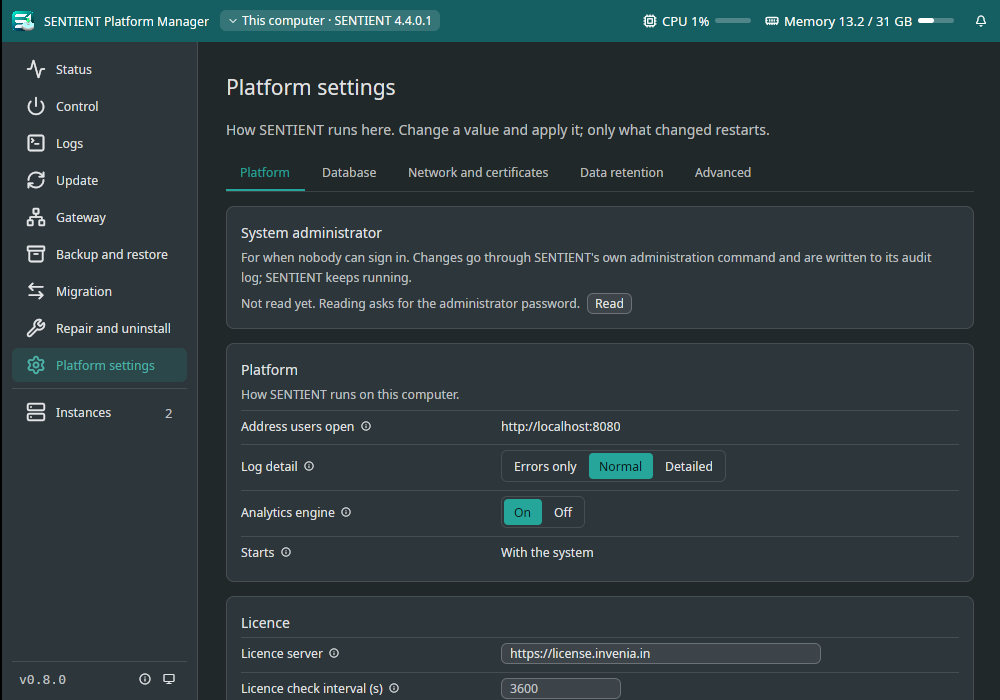 SENTIENT Platform Manager
This computer · SENTIENT 4.4.0.1
CPU 1%
Memory 13.2 / 31 GB
Status
Control
Logs
Update
Gateway
Backup and restore
Migration
Repair and uninstall
Platform settings
Instances 2
v0.8.0
Platform settings
How SENTIENT runs here. Change a value and apply it; only what changed restarts.
Platform Database Network and certificates Data retention Advanced
System administrator
For when nobody can sign in. Changes go through SENTIENT's own administration command and are written to its audit
log; SENTIENT keeps running.
Not read yet. Reading asks for the administrator password. Read
Platform
How SENTIENT runs on this computer.
Address users open http://localhost:8080
Log detail Errors only Normal Detailed
Analytics engine On Off
Starts With the system
Licence
Licence server https://license.invenia.in
Licence check interval (s) 3600